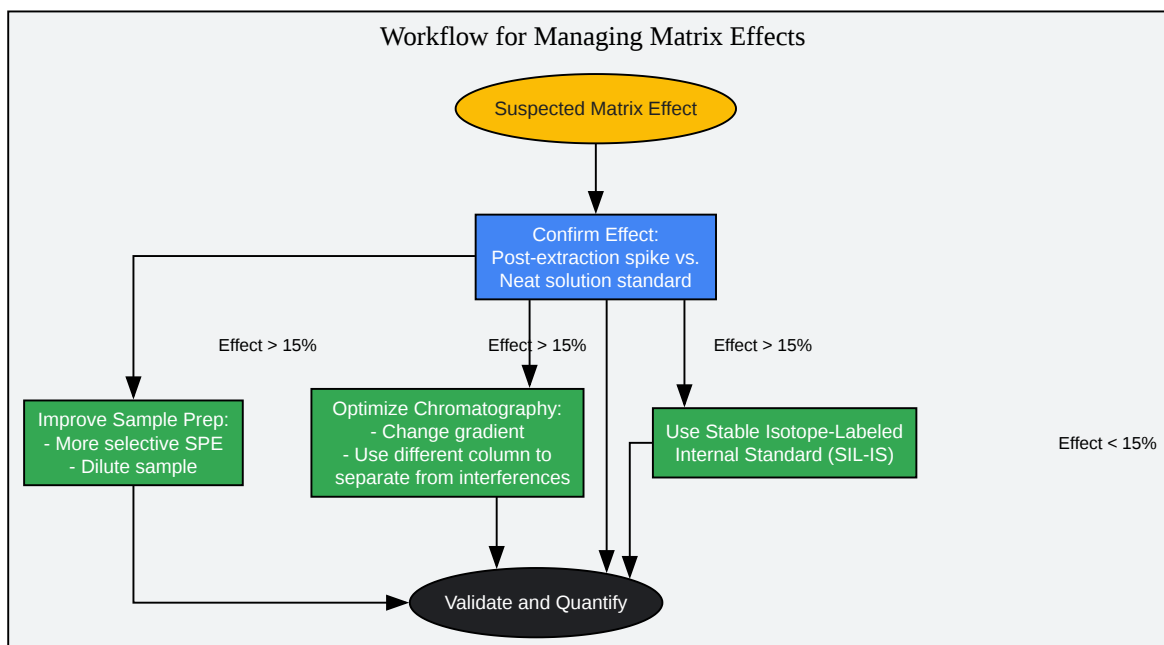 Workflow for Managing Matrix Effects
Suspected Matrix Effect
Confirm Effect:
Post-extraction spike vs.
Neat solution standard
Effect > 15%
Effect > 15%
Effect > 15%
Improve Sample Prep:
- More selective SPE
- Dilute sample
Optimize Chromatography:
- Change gradient
- Use different column to
separate from interferences
Use Stable Isotope-Labeled
Internal Standard (SIL-IS)
Effect < 15%
Validate and Quantify